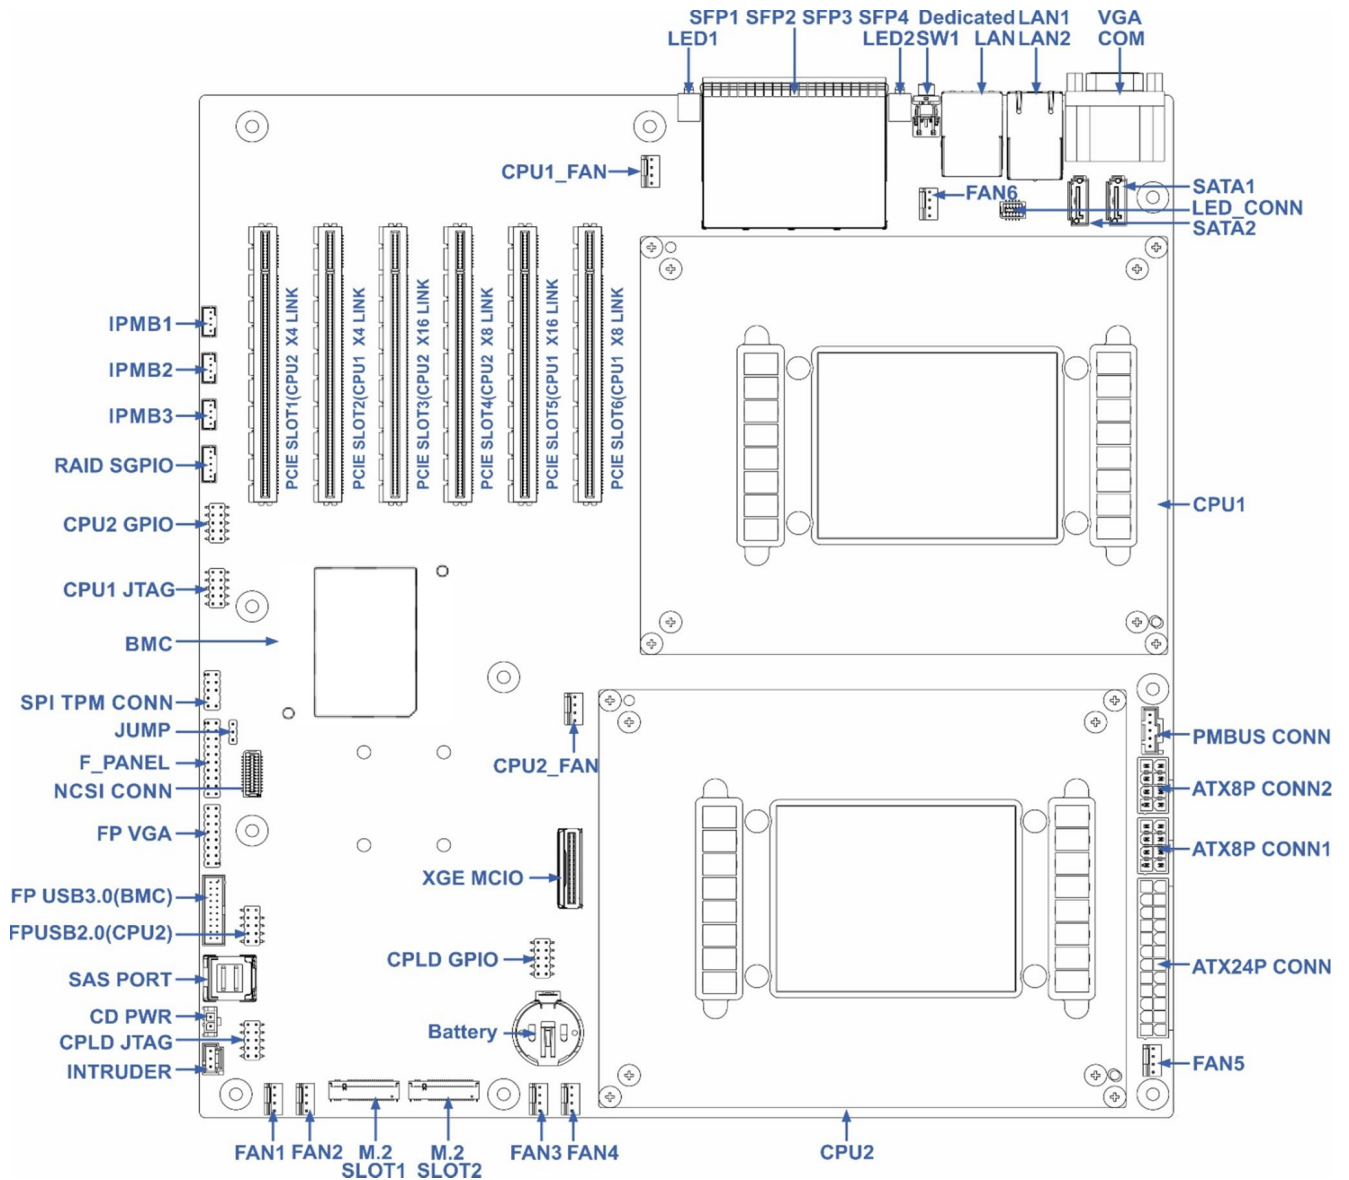 SFP1 SFP2 SFP3 SFP4 Dedicated LAN1 VGA
LED1 LED2 SW1 LAN LAN2 COM
CPU1_FAN
FAN6
SATA1
LED_CONN
SATA2
PCIE SLOT1(CPU2 X4 LINK
PCIE SLOT2(CPU1 X4 LINK
PCIE SLOT3(CPU2 X16 LINK
PCIE SLOT4(CPU2 X8 LINK
PCIE SLOT5(CPU1 X16 LINK
PCIE SLOT6(CPU1 X8 LINK
IPMB1
IPMB2
IPMB3
RAID SGPIO
CPU2 GPIO
CPU1 JTAG
BMC
SPI TPM CONN
JUMP
F_PANEL
NCSI CONN
FP VGA
FP USB3.0(BMC)
FPUSB2.0(CPU2)
SAS PORT
CD PWR
CPLD JTAG
INTRUDER
CPU1
CPU2_FAN
XGE MCIO
CPLD GPIO
Battery
PMBUS CONN
ATX8P CONN2
ATX8P CONN1
ATX24P CONN
FAN5
FAN1 FAN2 M.2 M.2 FAN3 FAN4 CPU2
SLOT1 SLOT2